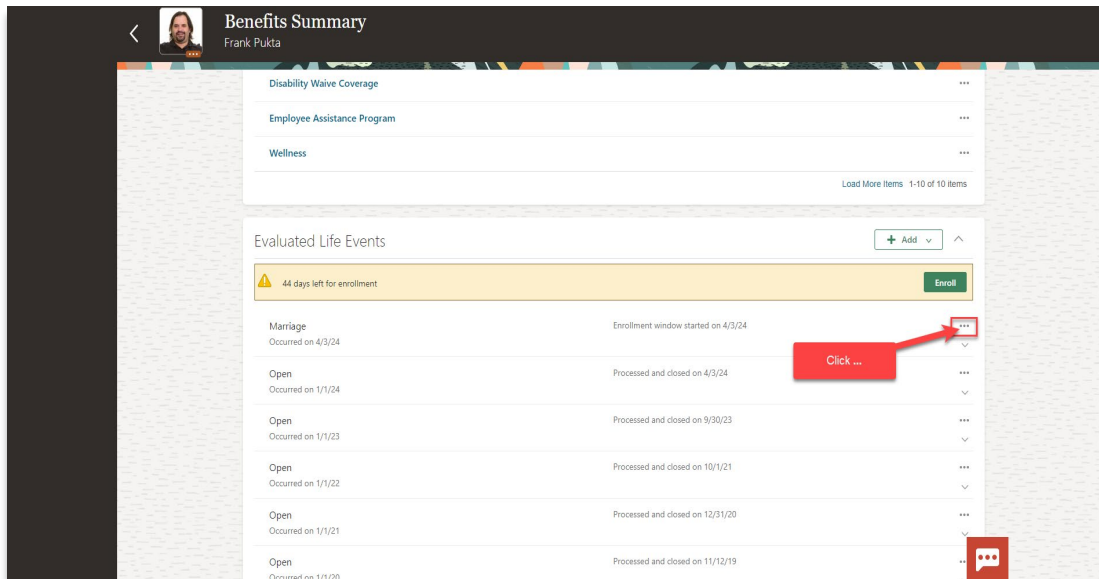 Benefits Summary
Frank Pukta
Disability Waive Coverage
Employee Assistance Program
Wellness
Load More Items 1-10 of 10 items
Evaluated Life Events
Add
44 days left for enrollment
Enroll
Marriage
Enrollment window started on 4/3/24
Occurred on 4/3/24
Click ...
Open
Processed and closed on 4/3/24
Occurred on 1/1/24
Open
Processed and closed on 9/30/23
Occurred on 1/1/23
Open
Processed and closed on 10/1/21
Occurred on 1/1/22
Open
Processed and closed on 12/31/20
Occurred on 1/1/21
Open
Processed and closed on 11/12/19
Occurred on 1/1/20